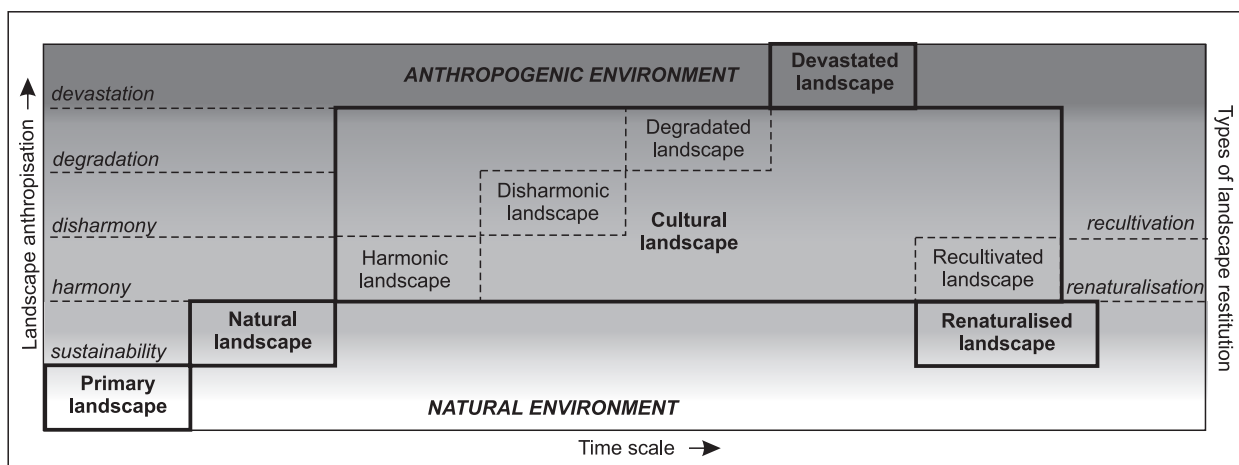 Landscape anthropisation →
devastation
degradation
disharmony
harmony
sustainability
ANTHROPOGENIC ENVIRONMENT
Devastated
landscape
Degraded
landscape
Disharmonic
landscape
Cultural
landscape
Harmonic
landscape
Recultivated
landscape
recultivation
renaturalisation
Natural
landscape
Renaturalised
landscape
Primary
landscape
NATURAL ENVIRONMENT
Types of landscape restitution
Time scale →